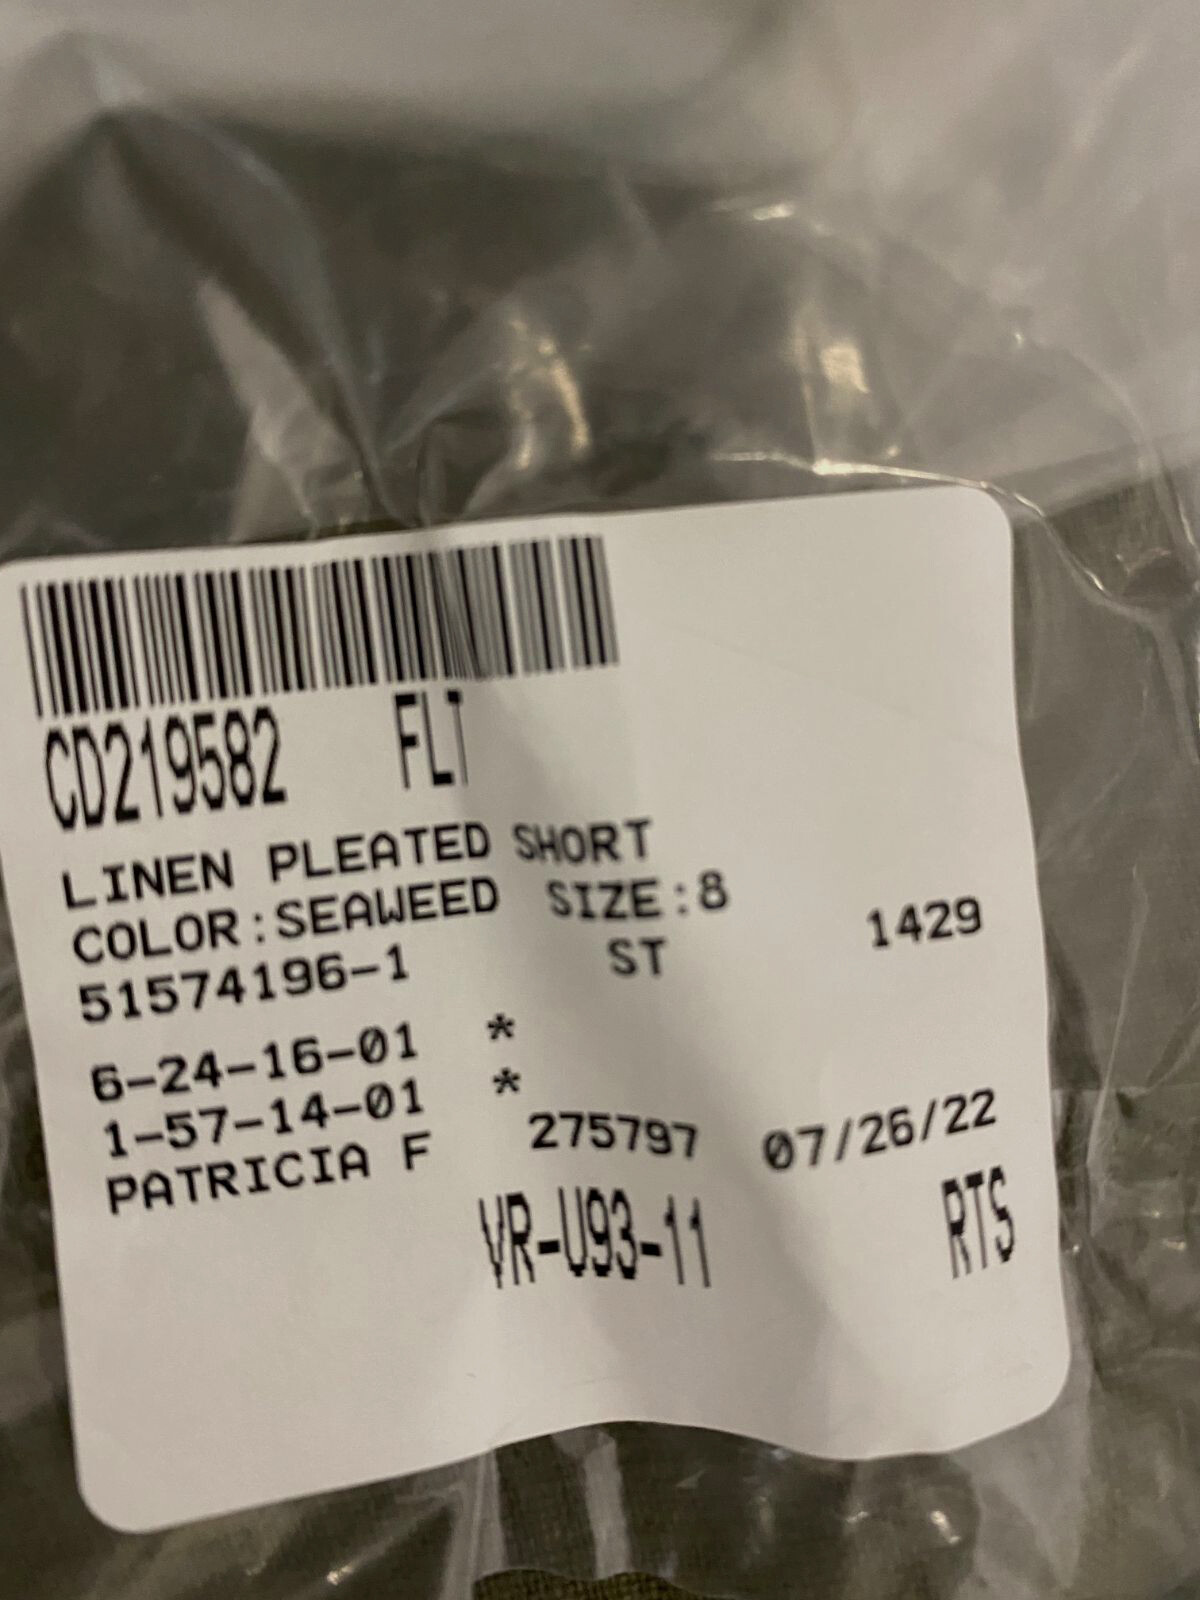 CD219582 FLT
LINEN PLEATED SHORT
COLOR:SEAWEED SIZE:8
51574196-1 ST 1429
6-24-16-01 *
1-57-14-01 *
PATRICIA F 275797 07/26/22
VR-U93-11 RTS